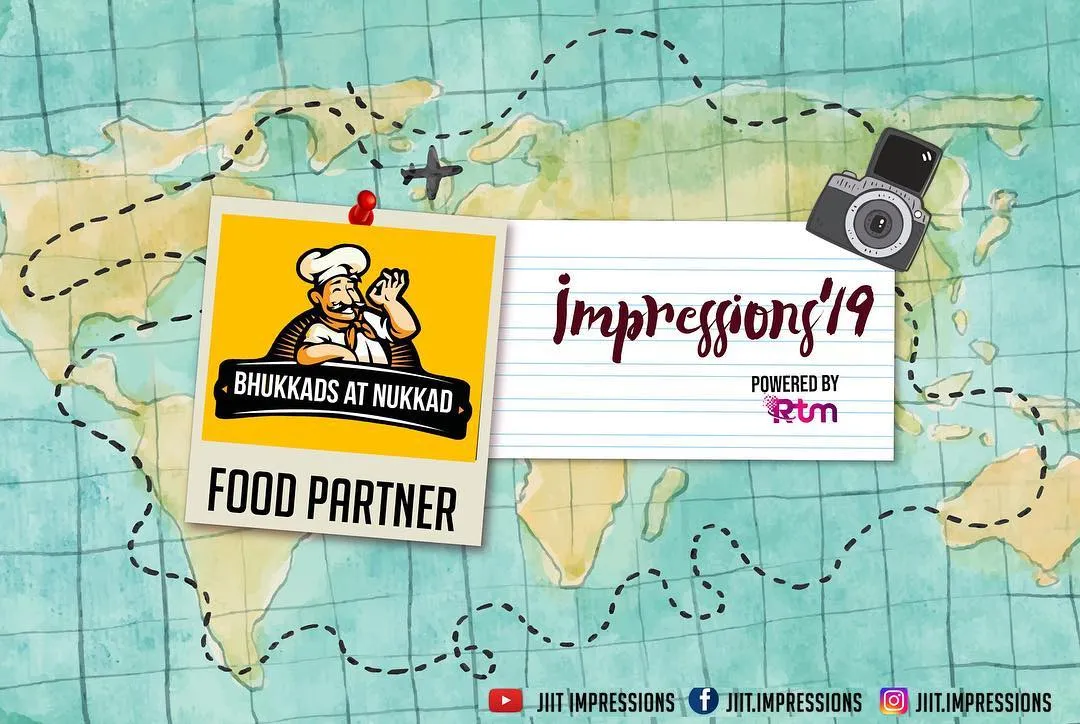 BHUKKADS AT NUKKAD
FOOD PARTNER
impressions'19
POWERED BY
Rtm
JIIT IMPRESSIONS JIIT.IMPRESSIONS JIIT.IMPRESSIONS